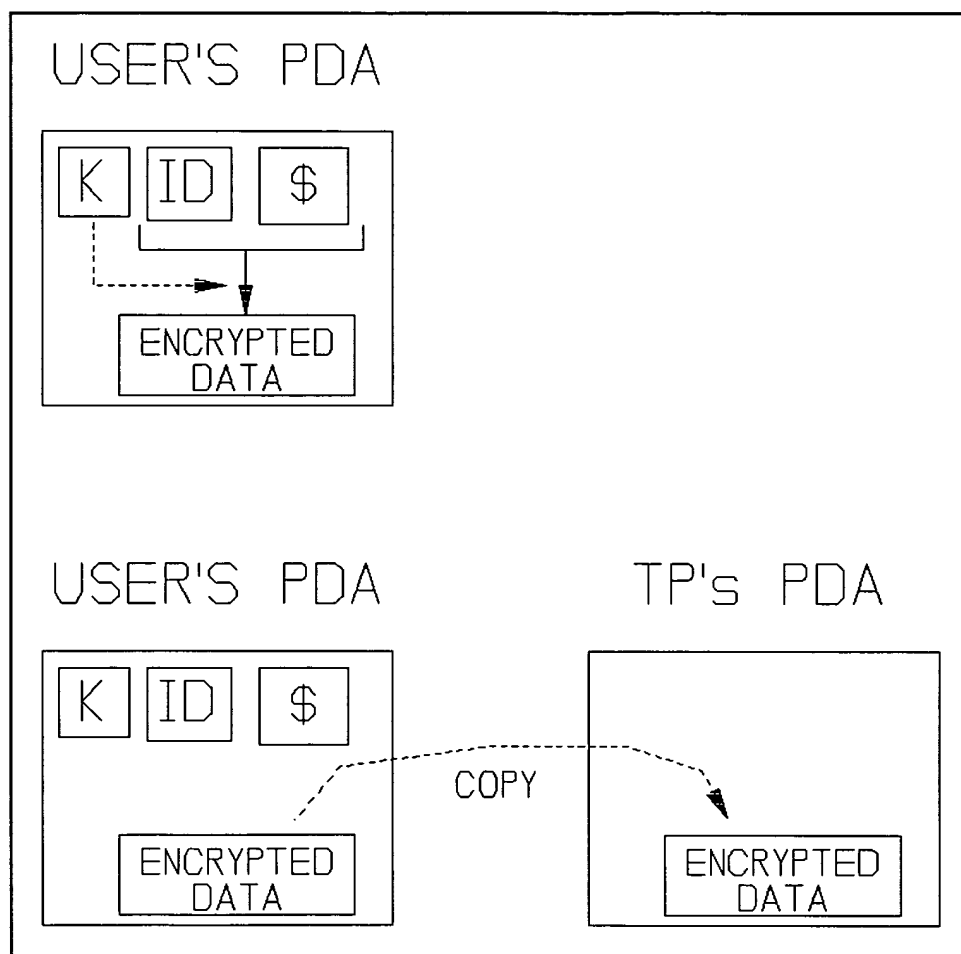 USER'S PDA
K ID $
ENCRYPTED
DATA
USER'S PDA TP's PDA
K ID $
COPY
ENCRYPTED ENCRYPTED
DATA DATA